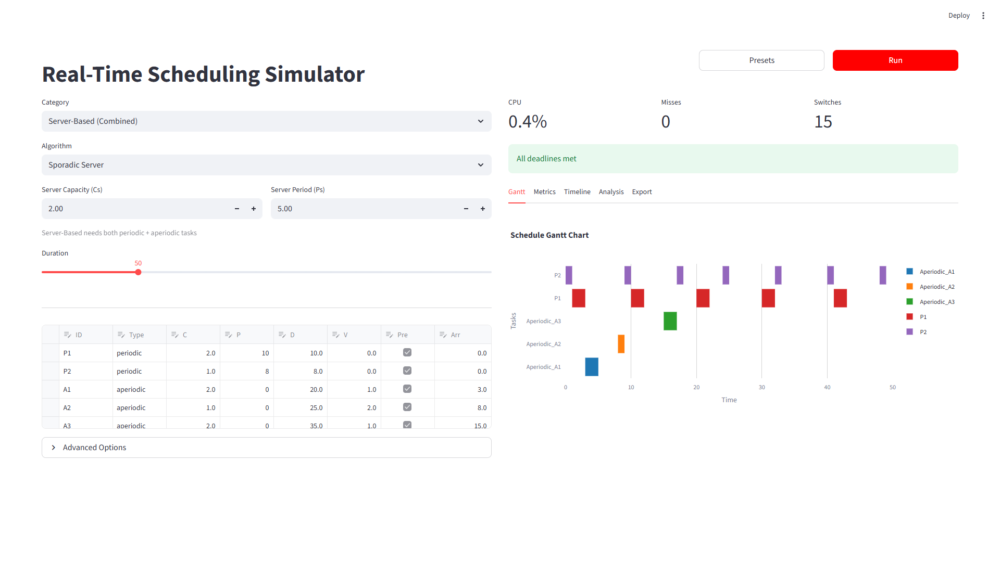 Deploy
Presets
Run
Real-Time Scheduling Simulator
Category
Server-Based (Combined)
Algorithm
Sporadic Server
Server Capacity (Cs)
Server Period (Ps)
2.00
5.00
Server-Based needs both periodic + aperiodic tasks
Duration
50
ID Type C P D V Pre Arr
P1 periodic 2.0 10 10.0 0.0 0.0
P2 periodic 1.0 8 8.0 0.0 0.0
A1 aperiodic 2.0 0 20.0 1.0 3.0
A2 aperiodic 1.0 0 25.0 2.0 8.0
A3 aperiodic 2.0 0 35.0 1.0 15.0
Advanced Options
CPU
0.4%
Misses
0
Switches
15
All deadlines met
Gantt Metrics Timeline Analysis Export
Schedule Gantt Chart
Tasks
P2
P1
Aperiodic_A3
Aperiodic_A2
Aperiodic_A1
0 10 20 30 40 50
Time
Aperiodic_A1
Aperiodic_A2
Aperiodic_A3
P1
P2